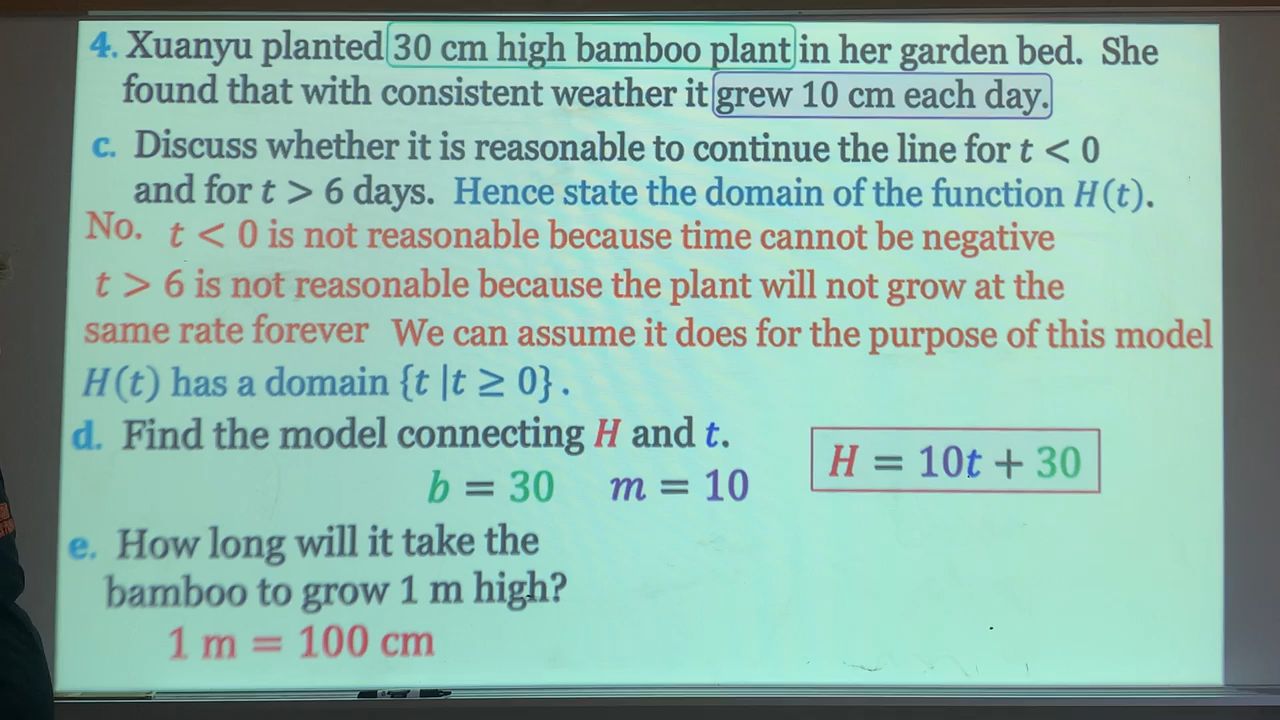 4. Xuanyu planted 30 cm high bamboo plant in her garden bed. She
found that with consistent weather it grew 10 cm each day.
c. Discuss whether it is reasonable to continue the line for t < 0
and for t > 6 days. Hence state the domain of the function H(t).
No. t < 0 is not reasonable because time cannot be negative
t > 6 is not reasonable because the plant will not grow at the
same rate forever We can assume it does for the purpose of this model
H(t) has a domain {t |t ≥ 0}.
d. Find the model connecting H and t.
b = 30 m = 10 H = 10t + 30
e. How long will it take the
bamboo to grow 1 m high?
1 m = 100 cm